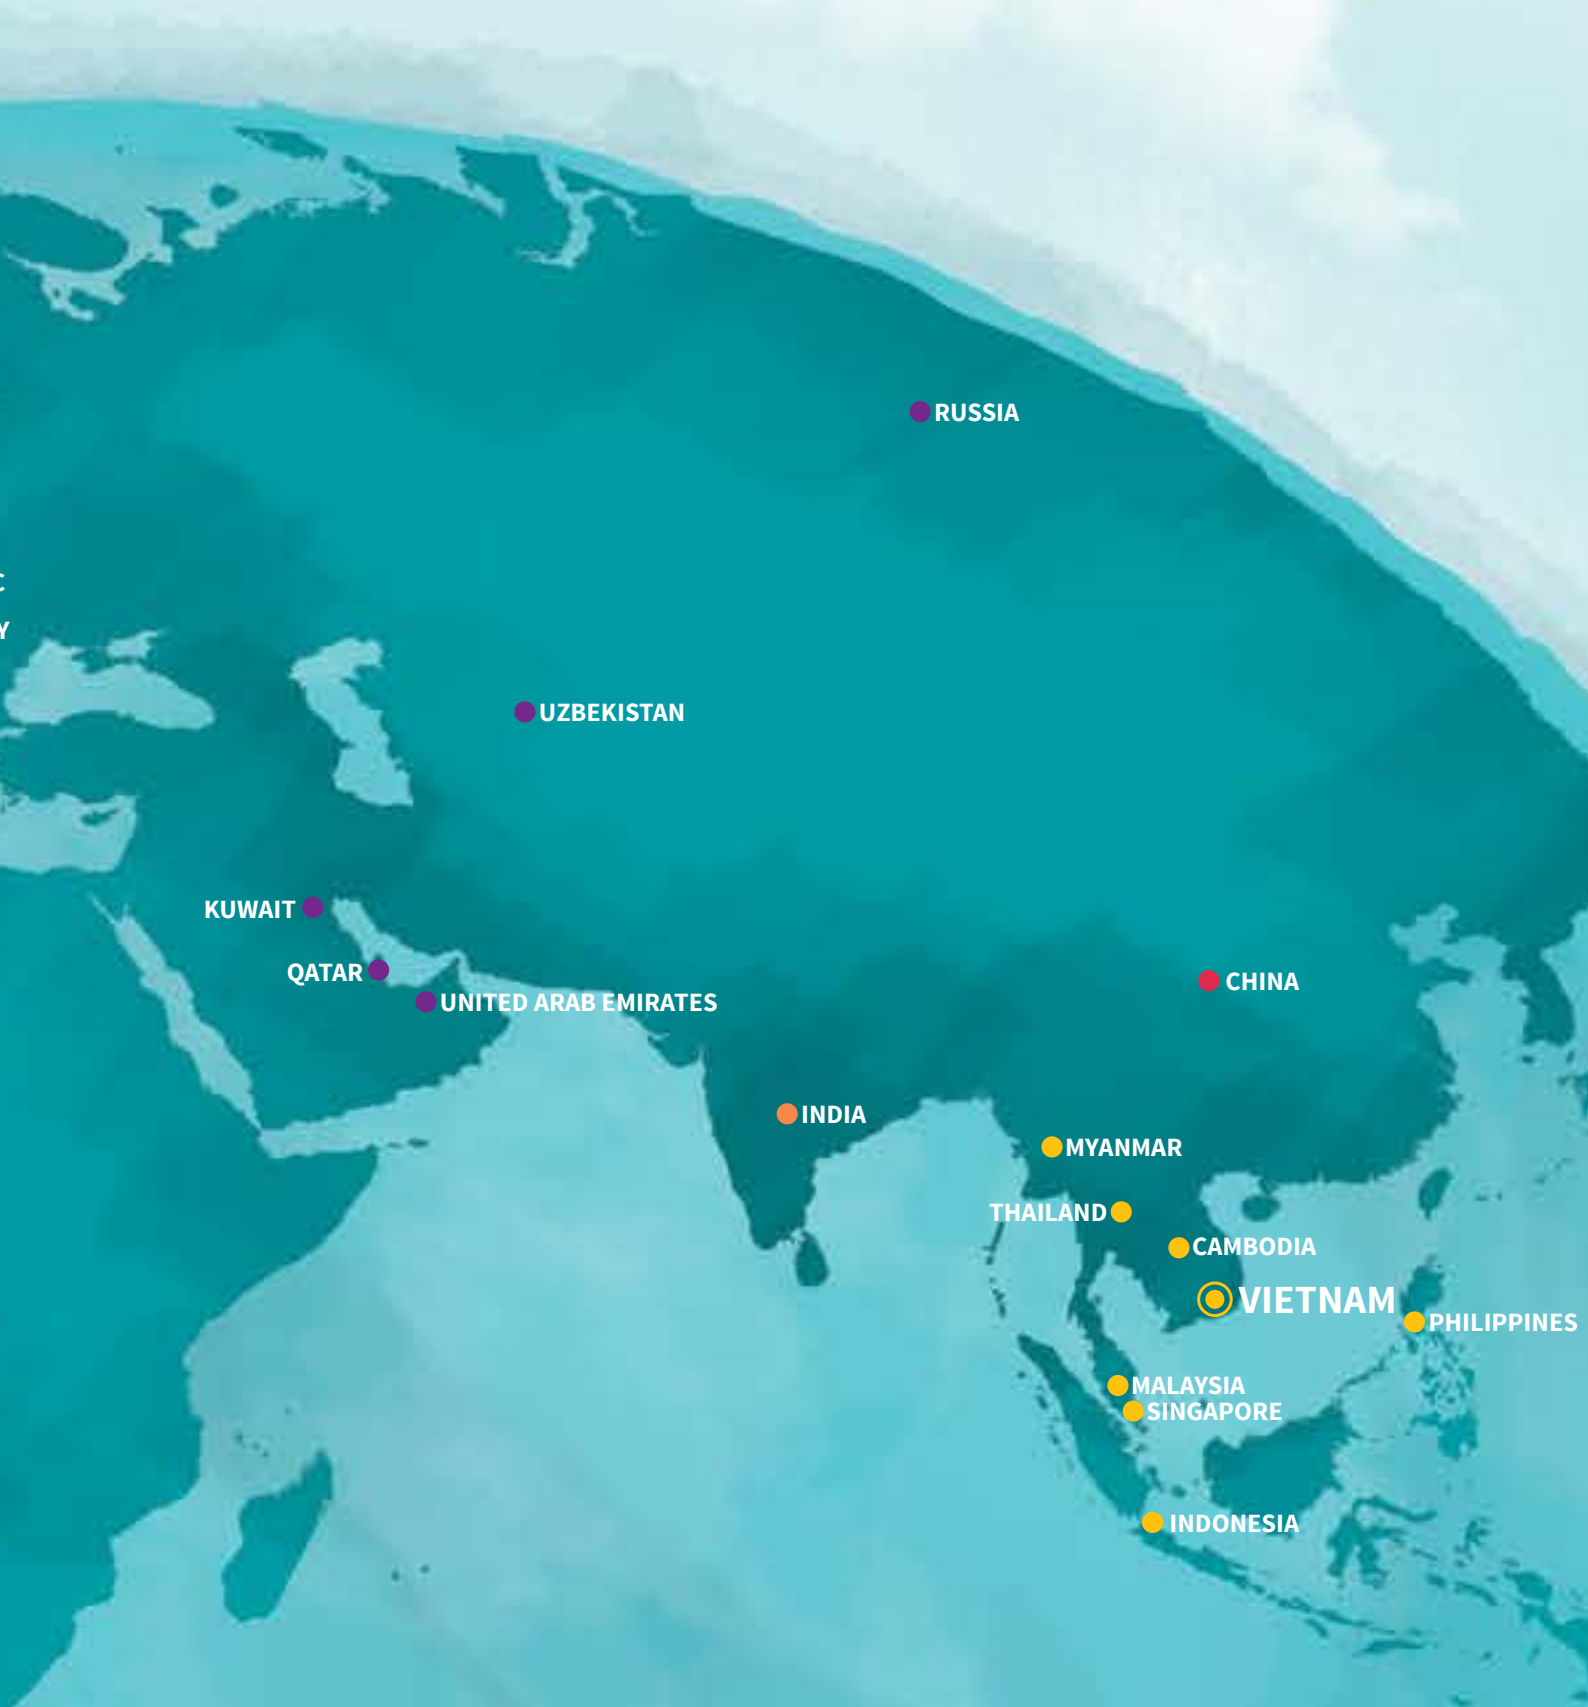 RUSSIA
C
Y
UZBEKISTAN
KUWAIT
QATAR
CHINA
UNITED ARAB EMIRATES
INDIA
MYANMAR
THAILAND
CAMBODIA
VIETNAM
PHILIPPINES
MALAYSIA
SINGAPORE
INDONESIA